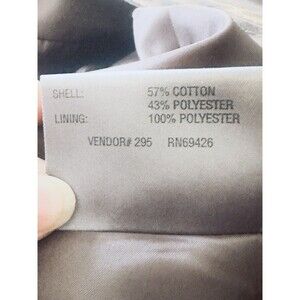 SHELL: 57% COTTON
43% POLYESTER
LINING: 100% POLYESTER
VENDOR# 295 RN69426